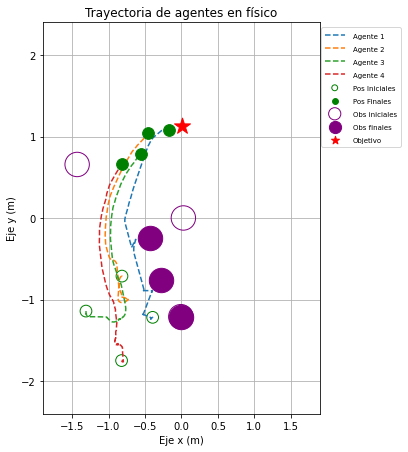 Trayectoria de agentes en físico
Agente 1
Agente 2
Agente 3
Agente 4
Pos Iniciales
Pos Finales
Obs iniciales
Obs finales
Objetivo
Eje y (m)
2
1
0
−1
−2
−1.5
−1.0
−0.5
0.0
0.5
1.0
1.5
Eje x (m)